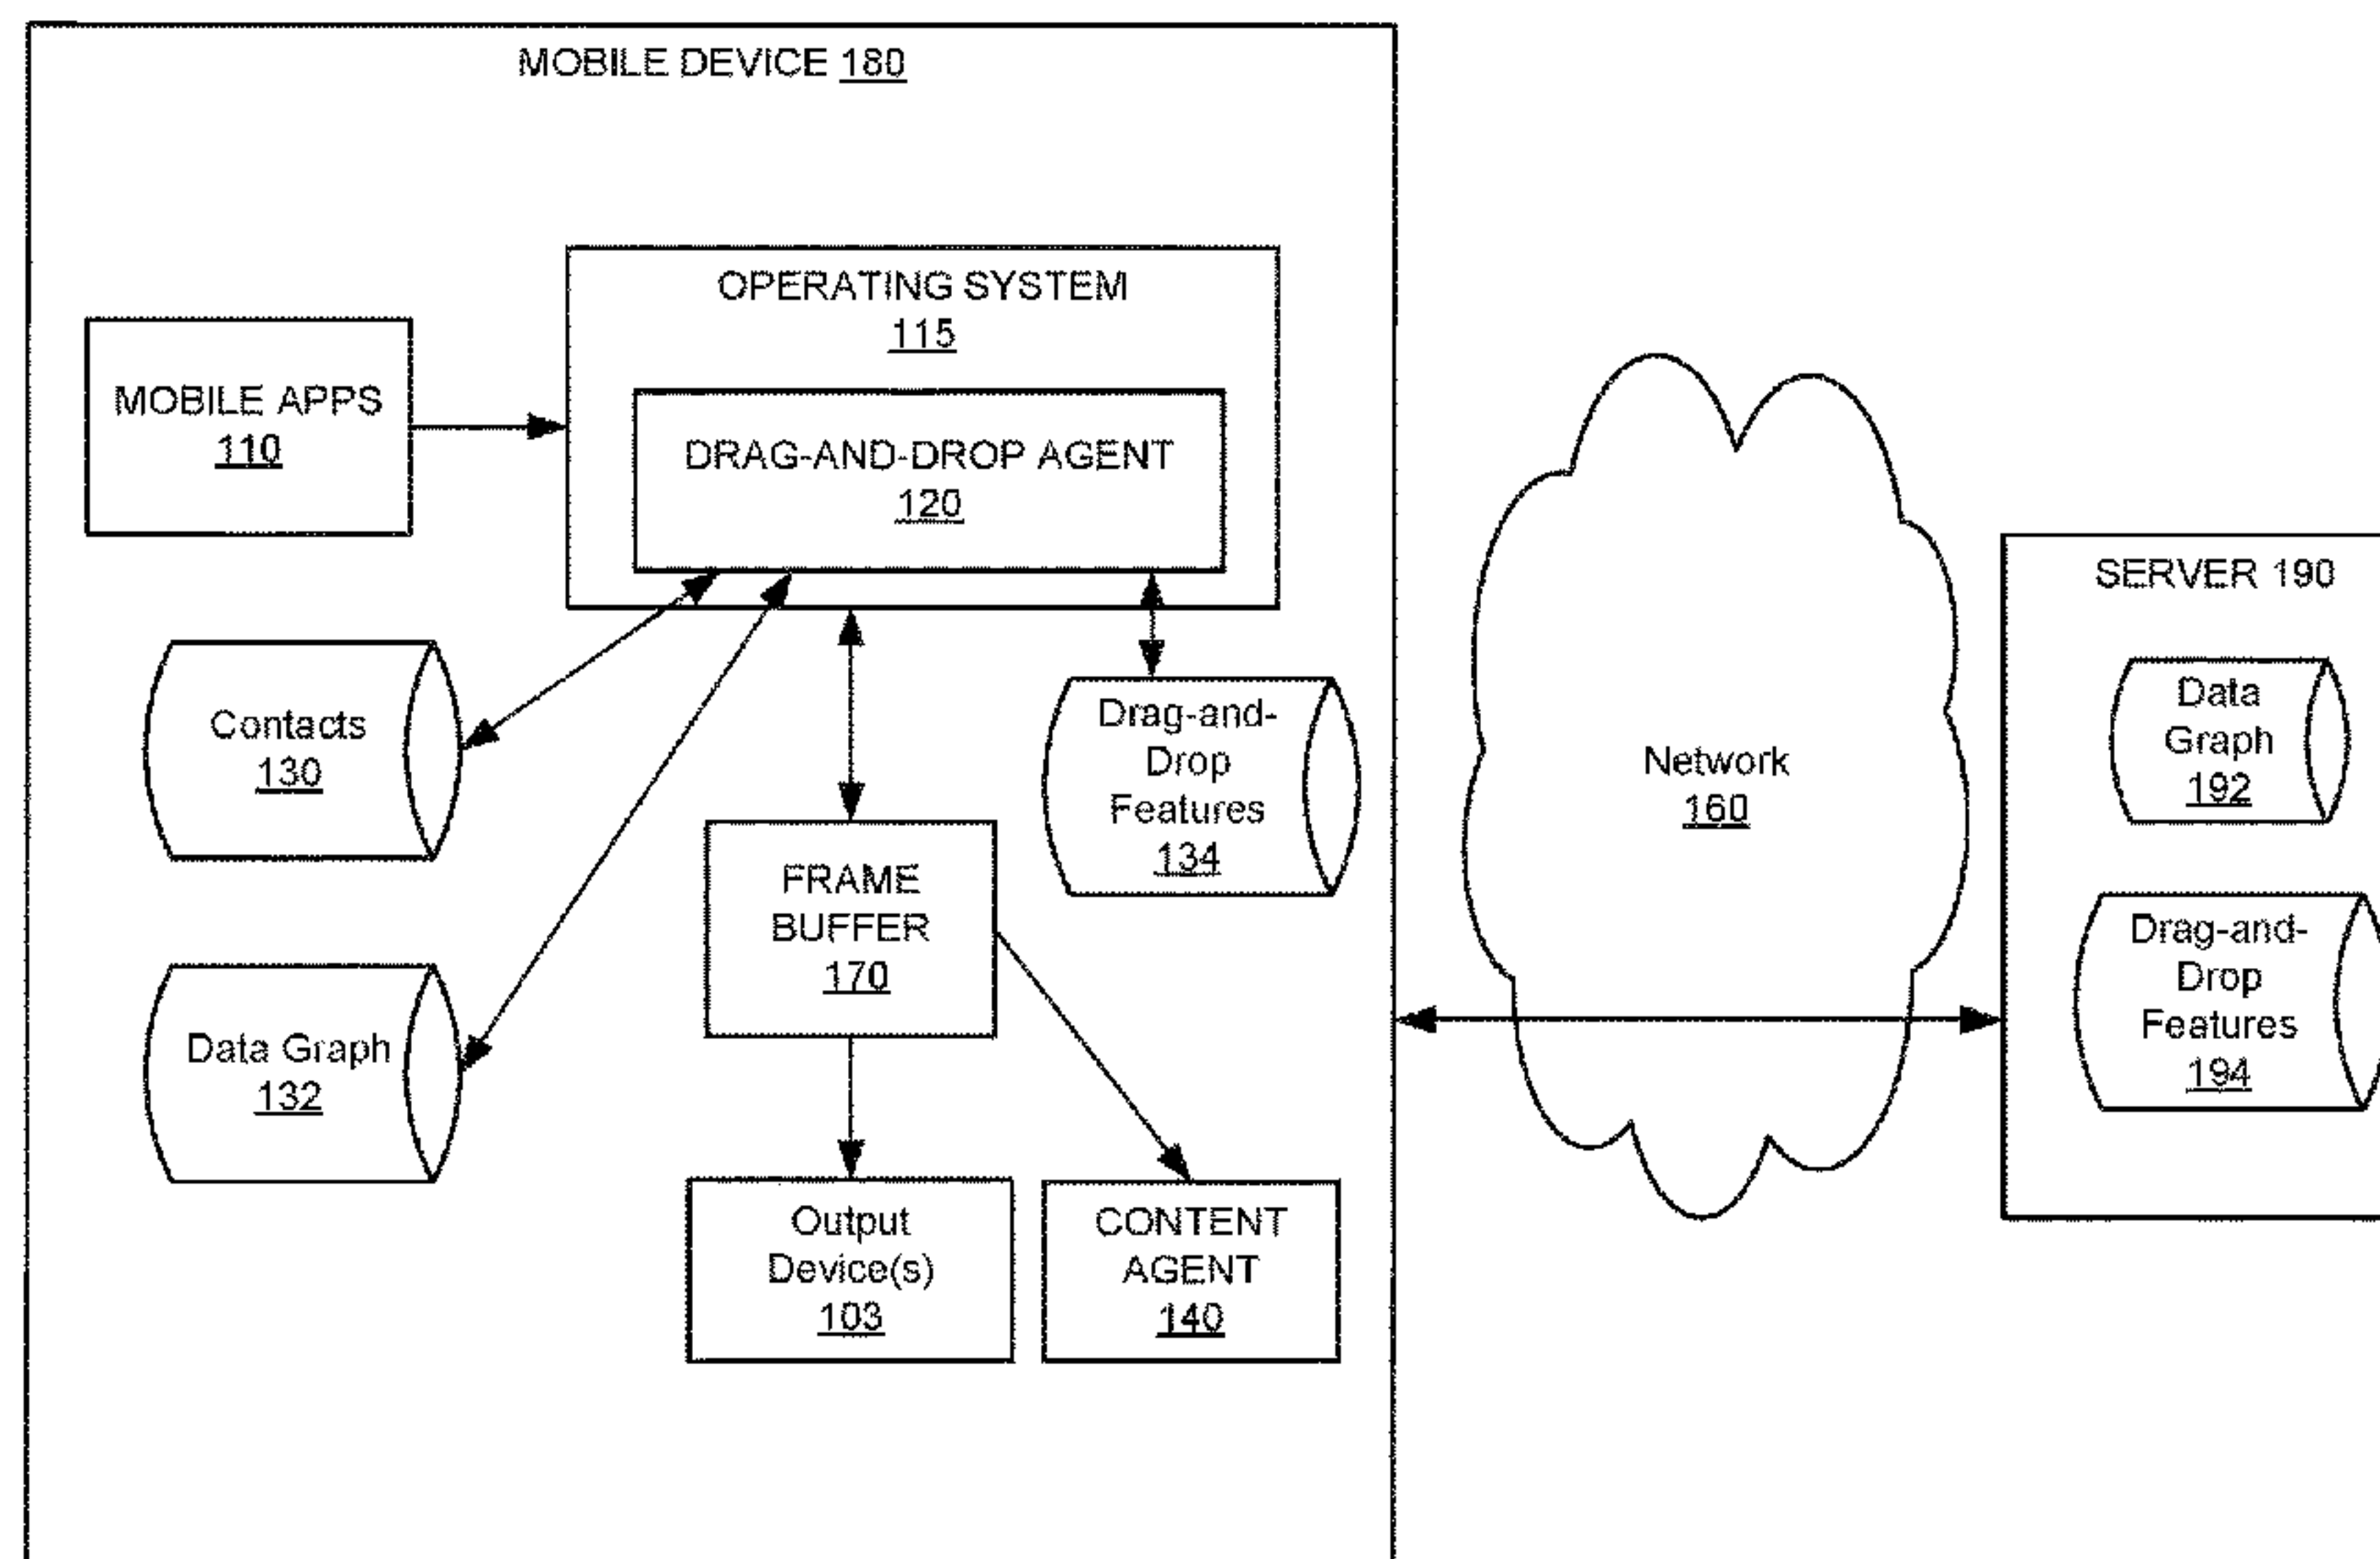 MOBILE DEVICE 180
OPERATING SYSTEM
115
MOBILE APPS
110
DRAG-AND-DROP AGENT
120
Contacts
130
Data Graph
132
FRAME
BUFFER
170
Drag-and-
Drop
Features
134
Output
Device(s)
103
CONTENT
AGENT
140
Network
160
SERVER 190
Data
Graph
192
Drag-and-
Drop
Features
194